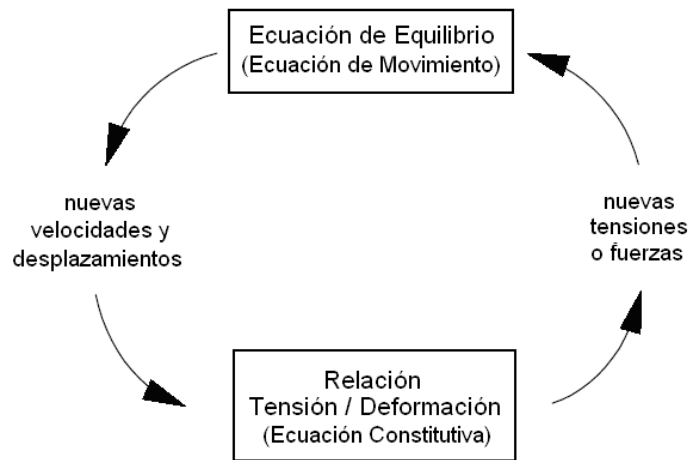 Ecuación de Equilibrio
(Ecuación de Movimiento)
nuevas
velocidades y
desplazamientos
nuevas
tensiones
o fuerzas
Relación
Tensión / Deformación
(Ecuación Constitutiva)